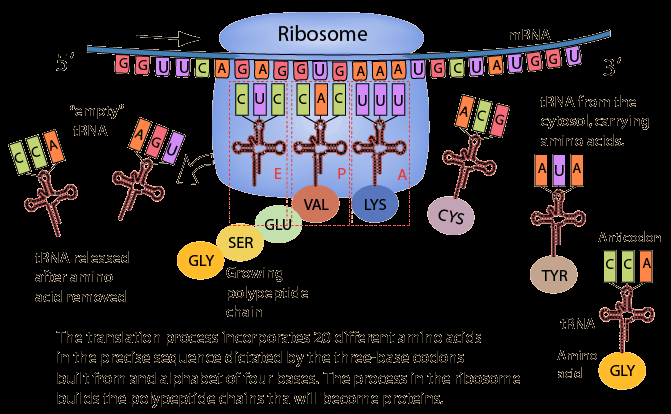 Ribosome
mRNA
5'
GGUUCAGAGGUGAAAUGCUAUGGU
3'
CUC
CAC
UUU
E
P
A
"empty"
tRNA
CCA
AGU
ACG
tRNA from the
cytosol, carrying
amino acids.
AUA
VAL
LYS
CYS
GLU
SER
GLY
TYR
tRNA released
after amino
acid removed
Growing
polypeptide
chain
Anticodon
CCA
tRNA
Amino
acid
GLY
The translation process incorporates 20 different amino acids
in the precise sequence dictated by the three-base codons
built from and alphabet of four bases. The process in the ribosome
builds the polypeptide chains tha will become proteins.